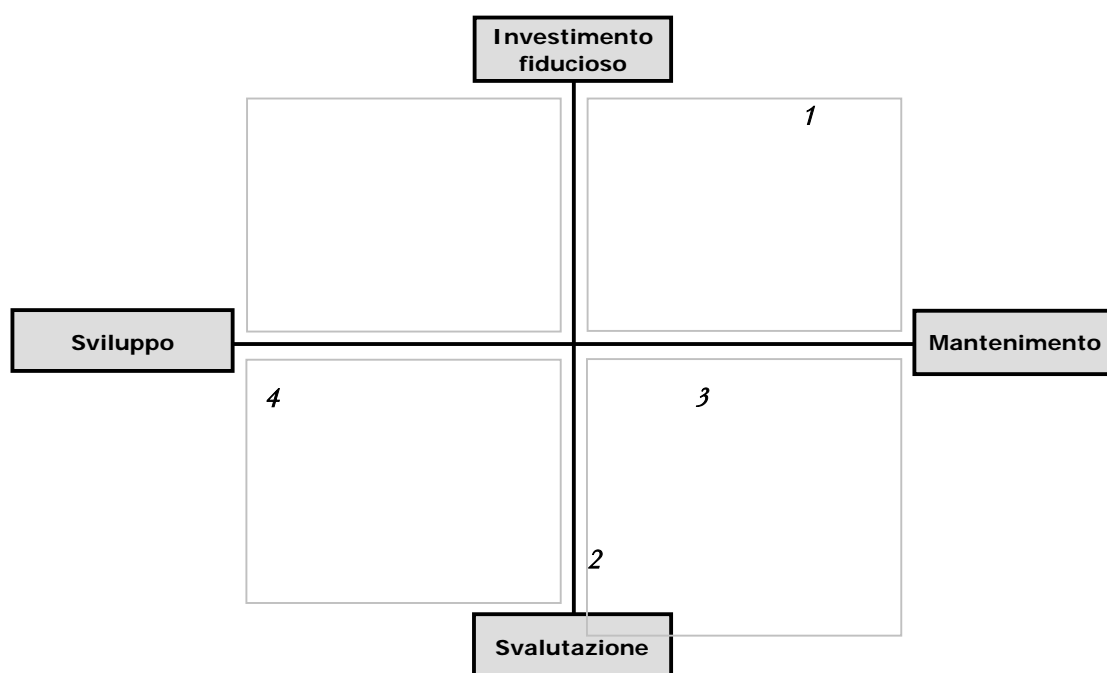 Investimento
fiducioso
1
Sviluppo
Mantenimento
4
3
2
Svalutazione